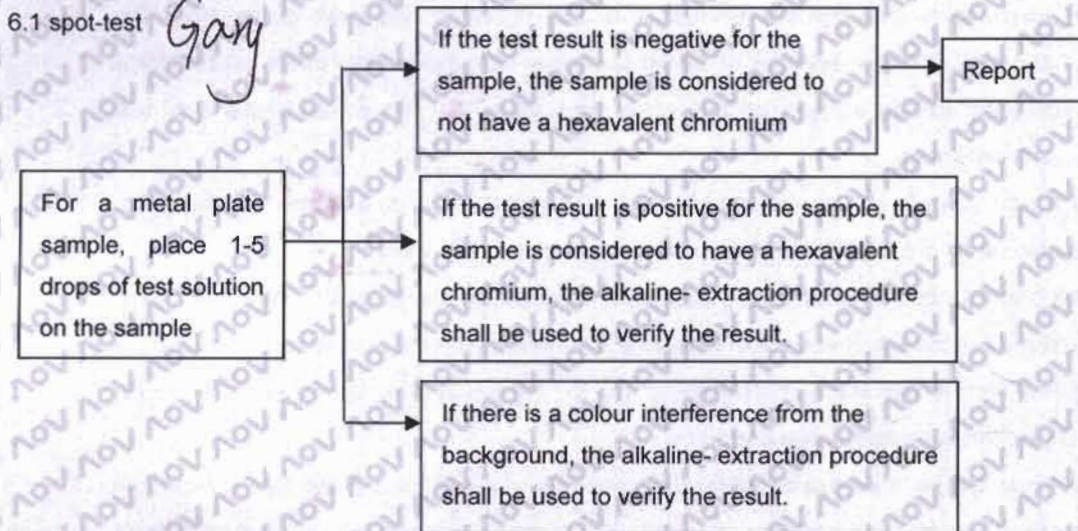 6.1 spot-test Gary
If the test result is negative for the
sample, the sample is considered to
not have a hexavalent chromium
Report
For a metal plate
sample, place 1-5
drops of test solution
on the sample
If the test result is positive for the sample, the
sample is considered to have a hexavalent
chromium, the alkaline- extraction procedure
shall be used to verify the result.
If there is a colour interference from the
background, the alkaline- extraction procedure
shall be used to verify the result.